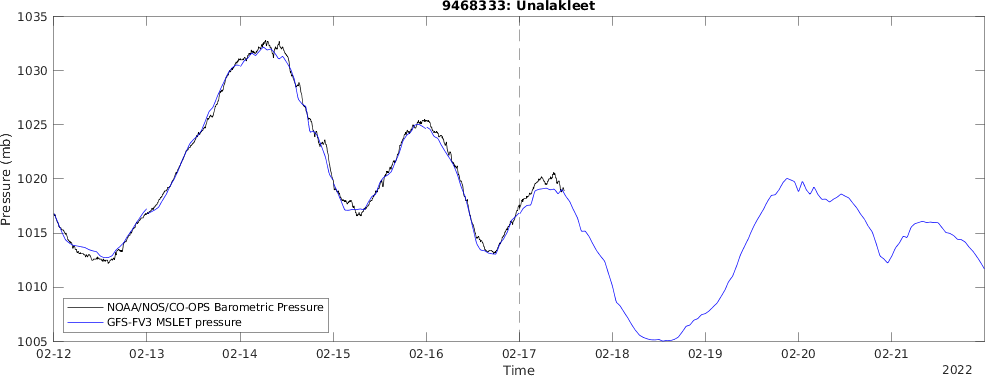 9468333: Unalakleet
Pressure (mb)
1035
1030
1025
1020
1015
1010
1005
NOAA/NOS/CO-OPS Barometric Pressure
GFS-FV3 MSLET pressure
02-12 02-13 02-14 02-15 02-16 02-17 02-18 02-19 02-20 02-21
Time
2022